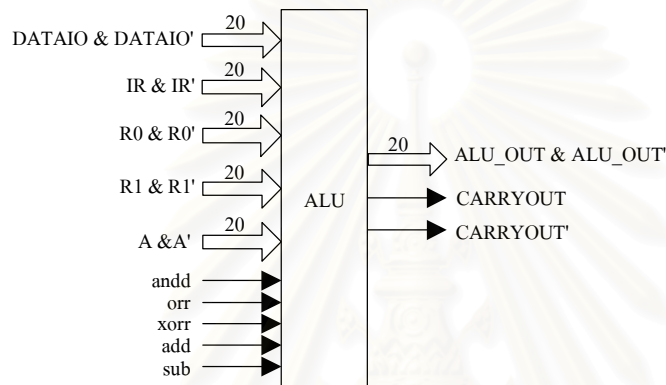 20
DATAIO & DATAIO'
20
IR & IR'
20
R0 & R0'
20
R1 & R1'
20
A &A'
andd
orr
xorr
add
sub
ALU
20
ALU_OUT & ALU_OUT'
CARRYOUT
CARRYOUT'